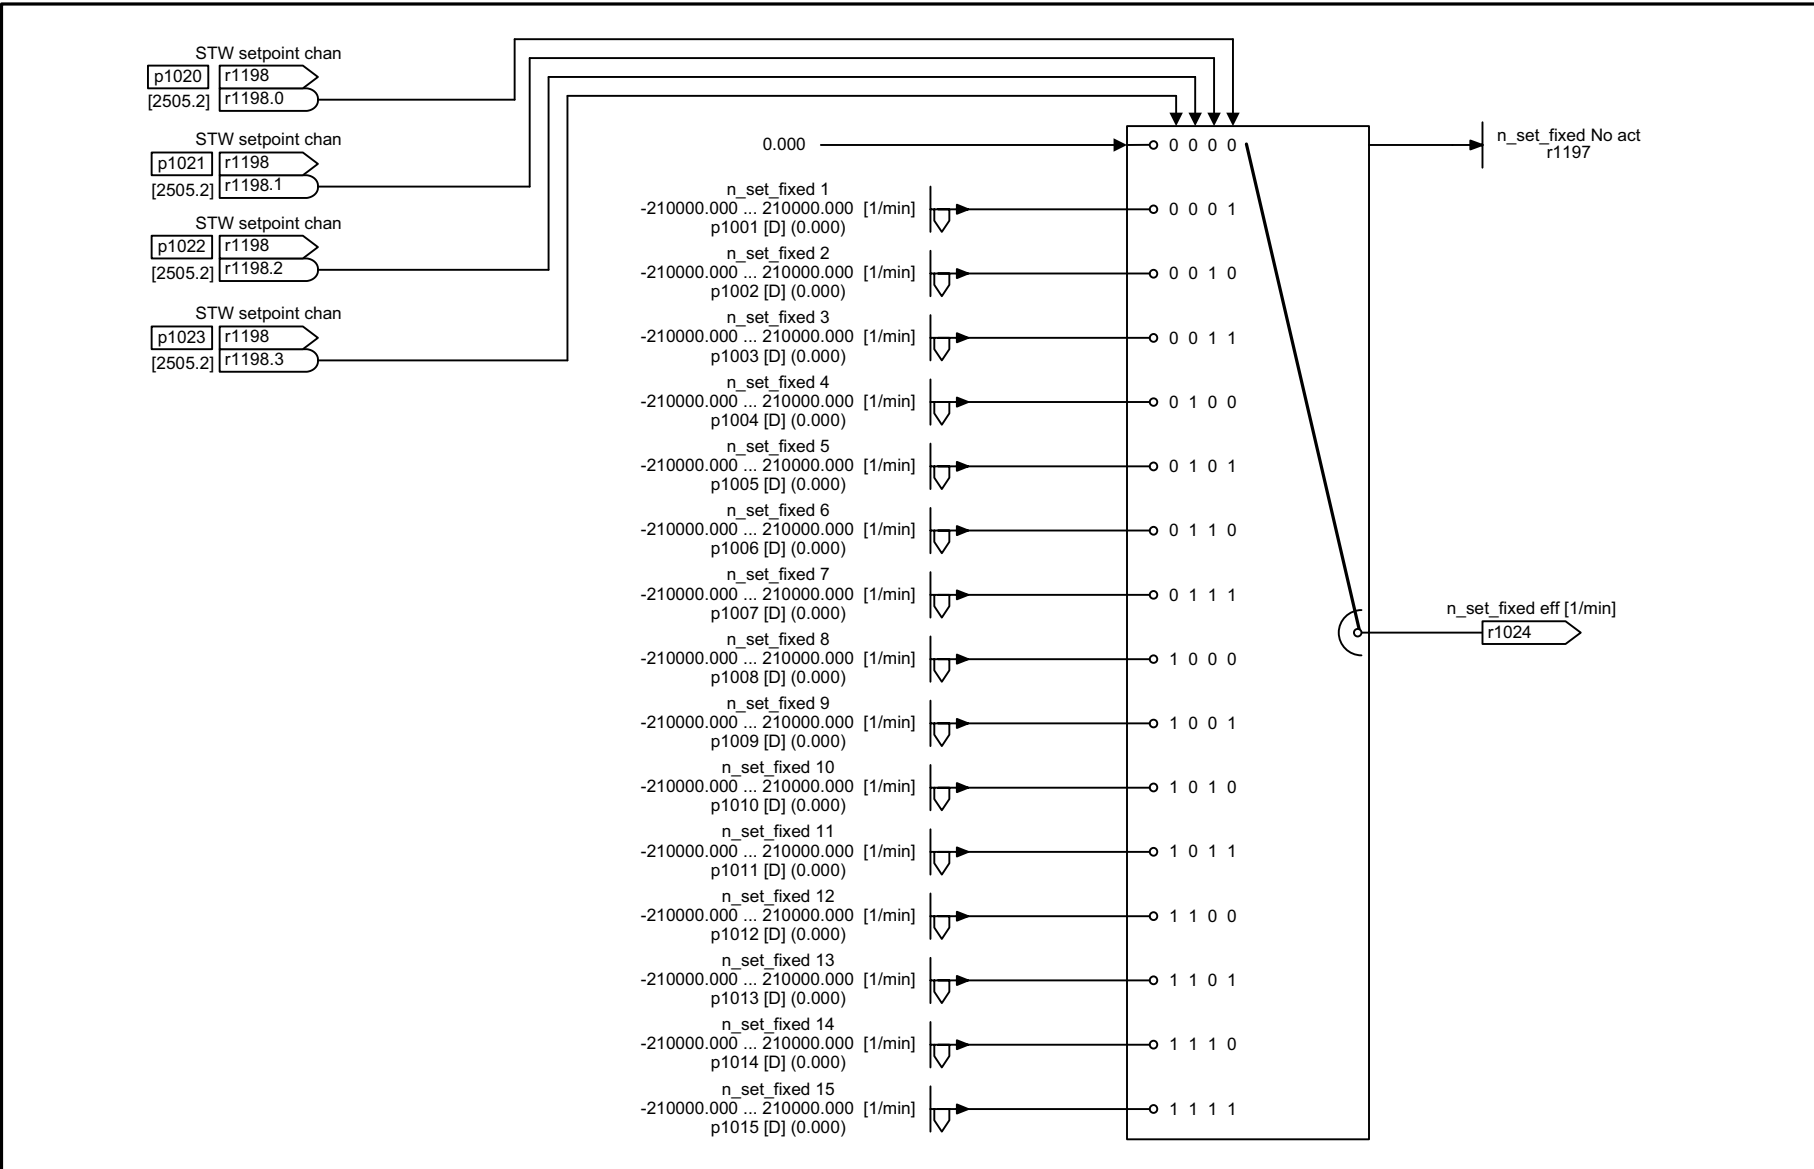 STW setpoint chan
p1020 r1198
[2505.2] r1198.0
STW setpoint chan
p1021 r1198
[2505.2] r1198.1
STW setpoint chan
p1022 r1198
[2505.2] r1198.2
STW setpoint chan
p1023 r1198
[2505.2] r1198.3
0.000
0 0 0 0
n_set_fixed No act
r1197
n_set_fixed 1
-210000.000 ... 210000.000 [1/min]
p1001 [D] (0.000)
0 0 0 1
n_set_fixed 2
-210000.000 ... 210000.000 [1/min]
p1002 [D] (0.000)
0 0 1 0
n_set_fixed 3
-210000.000 ... 210000.000 [1/min]
p1003 [D] (0.000)
0 0 1 1
n_set_fixed 4
-210000.000 ... 210000.000 [1/min]
p1004 [D] (0.000)
0 1 0 0
n_set_fixed 5
-210000.000 ... 210000.000 [1/min]
p1005 [D] (0.000)
0 1 0 1
n_set_fixed 6
-210000.000 ... 210000.000 [1/min]
p1006 [D] (0.000)
0 1 1 0
n_set_fixed 7
-210000.000 ... 210000.000 [1/min]
p1007 [D] (0.000)
0 1 1 1
n_set_fixed eff [1/min]
r1024
n_set_fixed 8
-210000.000 ... 210000.000 [1/min]
p1008 [D] (0.000)
1 0 0 0
n_set_fixed 9
-210000.000 ... 210000.000 [1/min]
p1009 [D] (0.000)
1 0 0 1
n_set_fixed 10
-210000.000 ... 210000.000 [1/min]
p1010 [D] (0.000)
1 0 1 0
n_set_fixed 11
-210000.000 ... 210000.000 [1/min]
p1011 [D] (0.000)
1 0 1 1
n_set_fixed 12
-210000.000 ... 210000.000 [1/min]
p1012 [D] (0.000)
1 1 0 0
n_set_fixed 13
-210000.000 ... 210000.000 [1/min]
p1013 [D] (0.000)
1 1 0 1
n_set_fixed 14
-210000.000 ... 210000.000 [1/min]
p1014 [D] (0.000)
1 1 1 0
n_set_fixed 15
-210000.000 ... 210000.000 [1/min]
p1015 [D] (0.000)
1 1 1 1